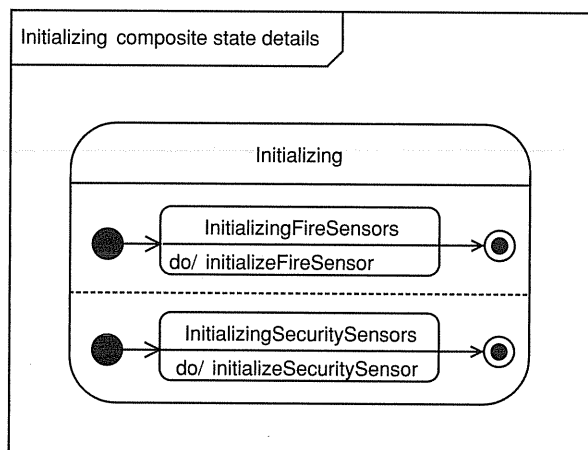 Initializing composite state details
Initializing
InitializingFireSensors
do/ initializeFireSensor
InitializingSecuritySensors
do/ initializeSecuritySensor